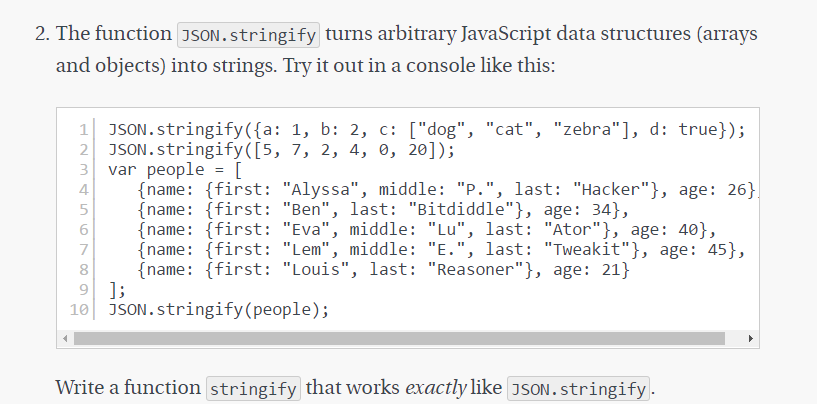 2. The function JSON.stringify turns arbitrary JavaScript data structures (arrays
and objects) into strings. Try it out in a console like this:
1 JSON.stringify({a: 1, b: 2, c: ["dog", "cat", "zebra"], d: true});
2 JSON.stringify([5, 7, 2, 4, 0, 20]);
3 var people = [
4    {name: {first: "Alyssa", middle: "P.", last: "Hacker"}, age: 26}
5    {name: {first: "Ben", last: "Bitdiddle"}, age: 34},
6    {name: {first: "Eva", middle: "Lu", last: "Ator"}, age: 40},
7    {name: {first: "Lem", middle: "E.", last: "Tweakit"}, age: 45},
8    {name: {first: "Louis", last: "Reasoner"}, age: 21}
9 ];
10 JSON.stringify(people);
Write a function stringify that works exactly like JSON.stringify.